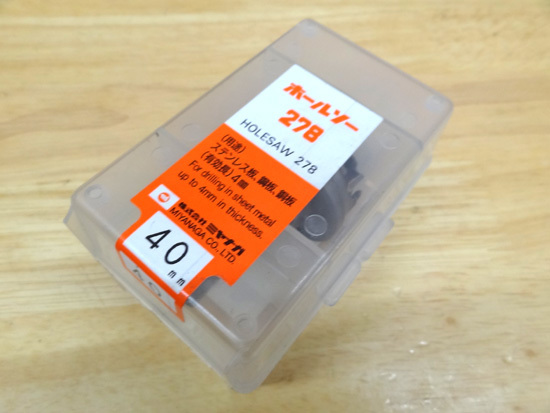 ホールソー
278
HOLESAW 278
〔用途〕
ステンレス板、鋼板、銅板
〔有効長〕4㎜
For drilling in sheet metal
up to 4mm in thickness.
株式会社 ミヤナガ
MIYANAGA CO., LTD.
40
mm